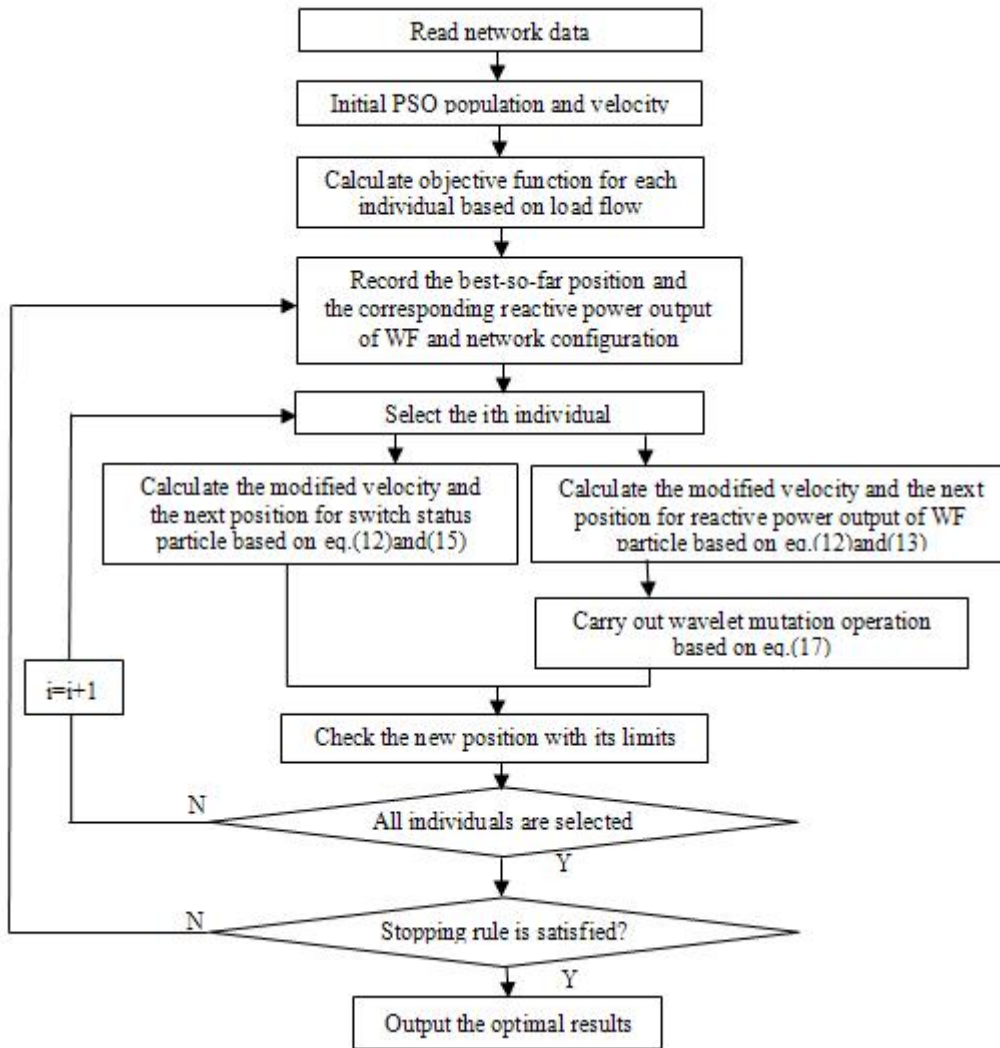 Read network data
Initial PSO population and velocity
Calculate objective function for each
individual based on load flow
Record the best-so-far position and
the corresponding reactive power output
of WF and network configuration
Select the ith individual
Calculate the modified velocity and
the next position for switch status
particle based on eq.(12)and(15)
Calculate the modified velocity and the next
position for reactive power output of WF
particle based on eq.(12)and(13)
Carry out wavelet mutation operation
based on eq.(17)
i=i+1
Check the new position with its limits
N
All individuals are selected
Y
N
Stopping rule is satisfied?
Y
Output the optimal results